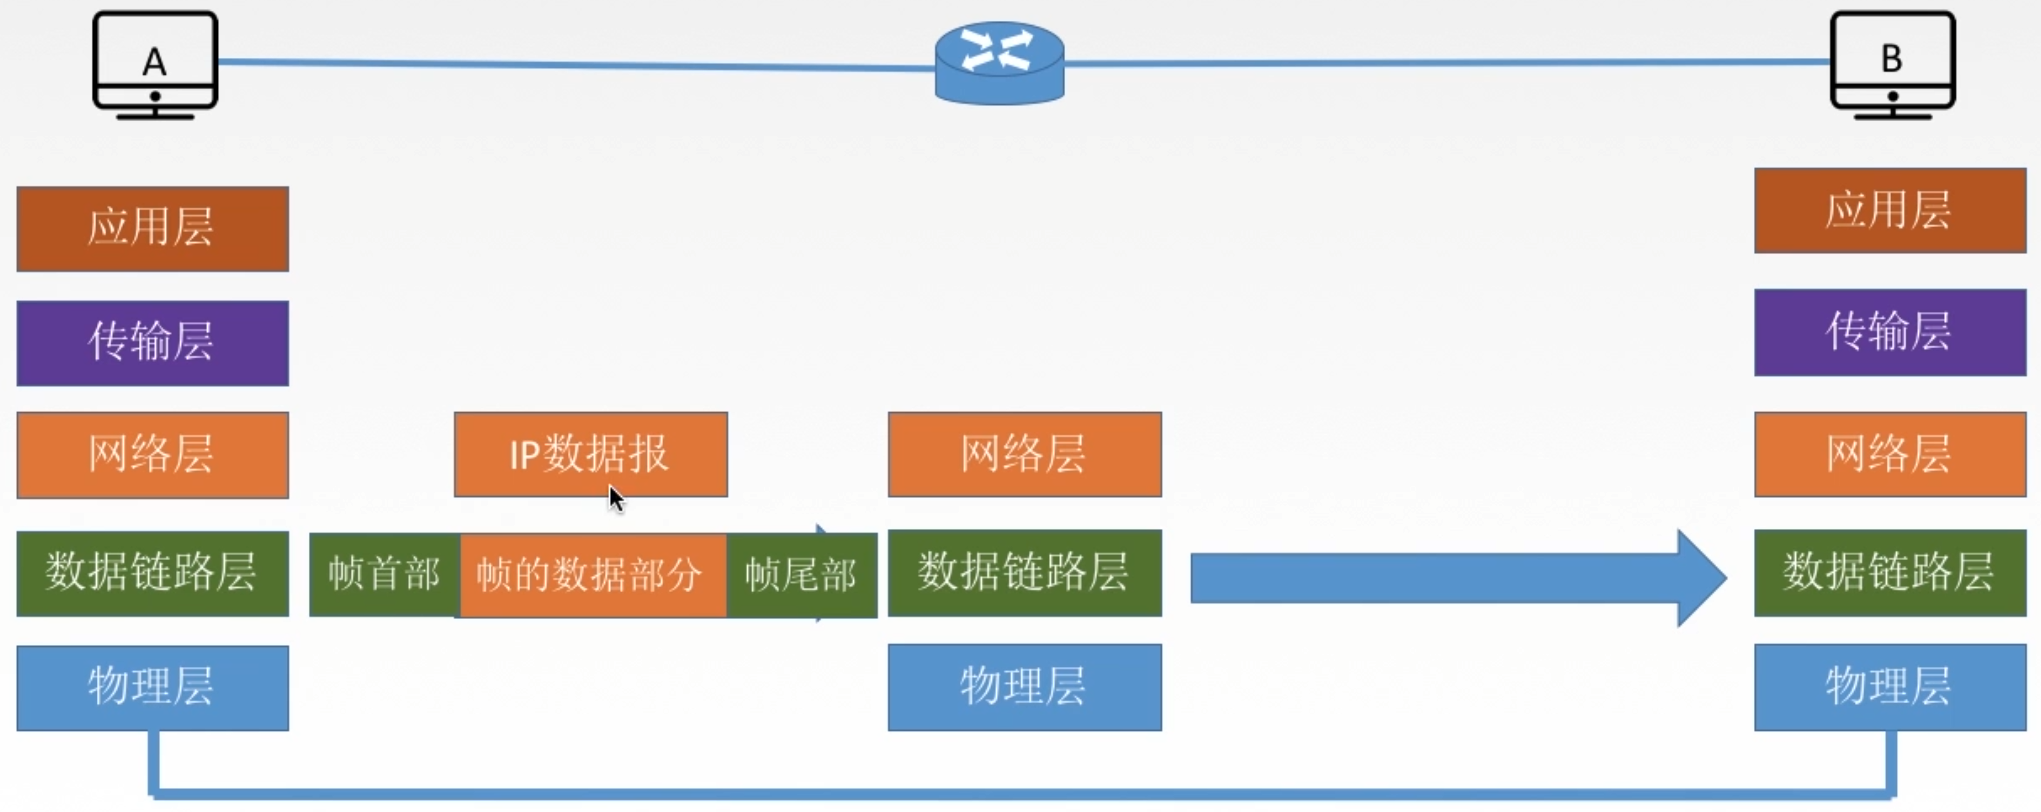 A
B
应用层
应用层
传输层
传输层
网络层
IP数据报
网络层
网络层
数据链路层
帧首部
帧的数据部分
帧尾部
数据链路层
数据链路层
物理层
物理层
物理层